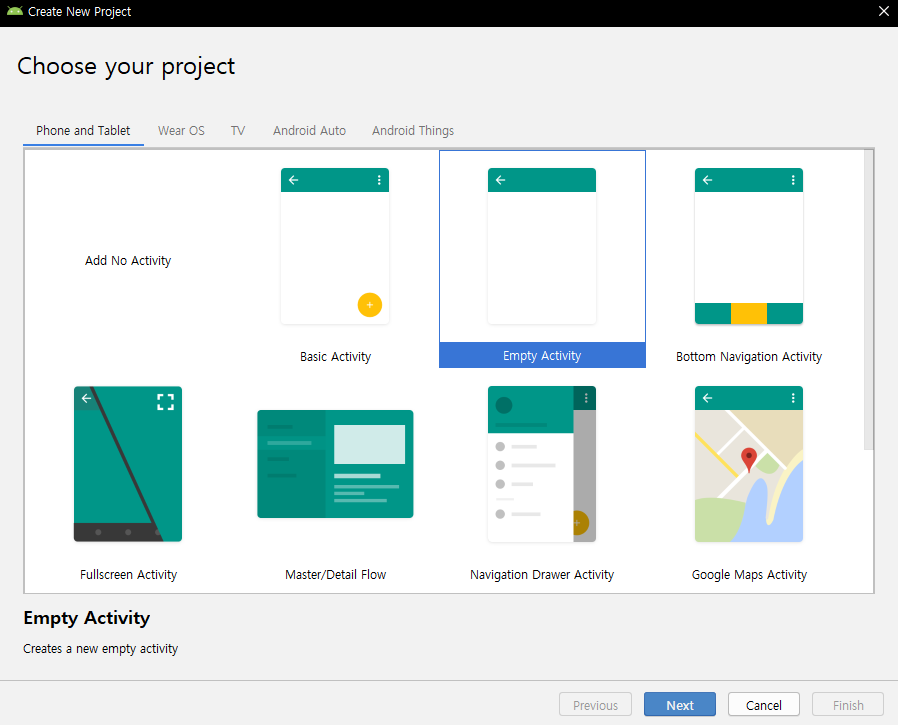 Create New Project
Choose your project
Phone and Tablet
Wear OS
TV
Android Auto
Android Things
Add No Activity
Basic Activity
Empty Activity
Bottom Navigation Activity
Fullscreen Activity
Master/Detail Flow
Navigation Drawer Activity
Google Maps Activity
Empty Activity
Creates a new empty activity
Previous
Next
Cancel
Finish